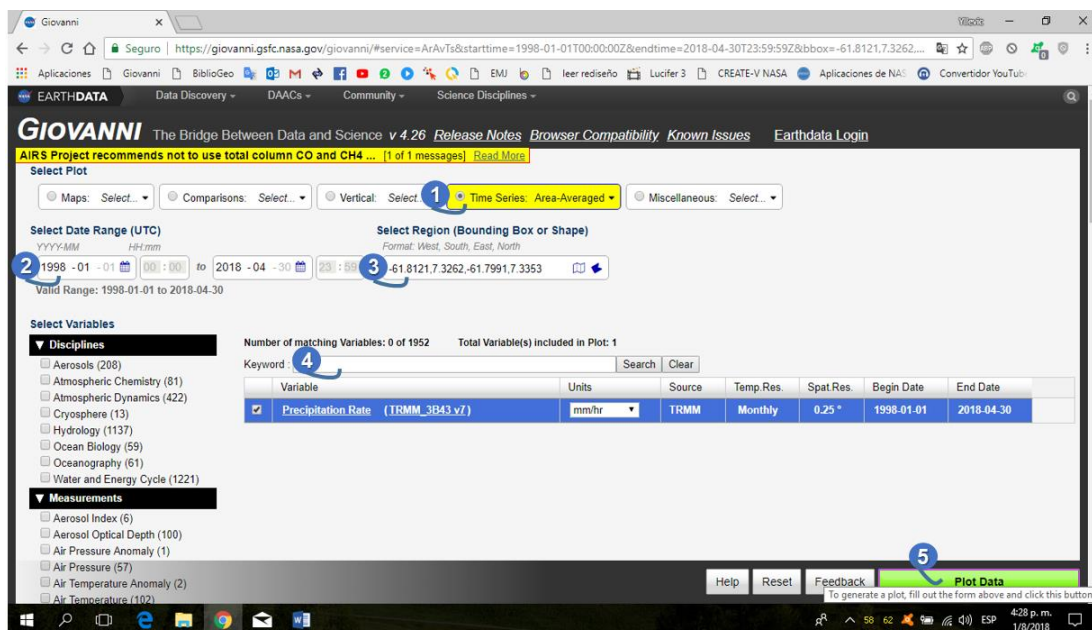 Giovanni
Seguro | https://giovanni.gsfc.nasa.gov/giovanni/#service=ArAvTs&starttime=1998-01-01T00:00:00Z&endtime=2018-04-30T23:59:59Z&bbox=-61.8121,7.3262,...
Aplicaciones Giovanni BiblioGeo EMJ leer rediseño Lucifer 3 CREATE-V NASA Aplicaciones de NAS Convertidor YouTub
EARTHDATA Data Discovery DAACs Community Science Disciplines
GIOVANNI The Bridge Between Data and Science v 4.26 Release Notes Browser Compatibility Known Issues Earthdata Login
AIRS Project recommends not to use total column CO and CH4 ... [1 of 1 messages] Read More
Select Plot
Maps: Select... Comparisons: Select... Vertical: Select... 1 Time Series: Area-Averaged Miscellaneous: Select...
Select Date Range (UTC) Select Region (Bounding Box or Shape)
YYYY-MM HH:mm Format: West, South, East, North
2 1998 - 01 - 01 00 : 00 to 2018 - 04 - 30 23 : 59 3 -61.8121,7.3262,-61.7991,7.3353
Valid Range: 1998-01-01 to 2018-04-30
Select Variables
▼ Disciplines Number of matching Variables: 0 of 1952 Total Variable(s) included in Plot: 1
Aerosols (208) Keyword : 4 Search Clear
Atmospheric Chemistry (81) Variable Units Source Temp.Res. Spat.Res. Begin Date End Date
Atmospheric Dynamics (422)
Cryosphere (13) Precipitation Rate (TRMM_3B43 v7) mm/hr TRMM Monthly 0.25 ° 1998-01-01 2018-04-30
Hydrology (1137)
Ocean Biology (59)
Oceanography (61)
Water and Energy Cycle (1221)
▼ Measurements
Aerosol Index (6)
Aerosol Optical Depth (100)
Air Pressure Anomaly (1)
Air Pressure (57)
Air Temperature Anomaly (2)
Air Temperature (102)
Help Reset Feedback 5 Plot Data
To generate a plot, fill out the form above and click this button
58 62 ESP 4:28 p. m.
1/8/2018